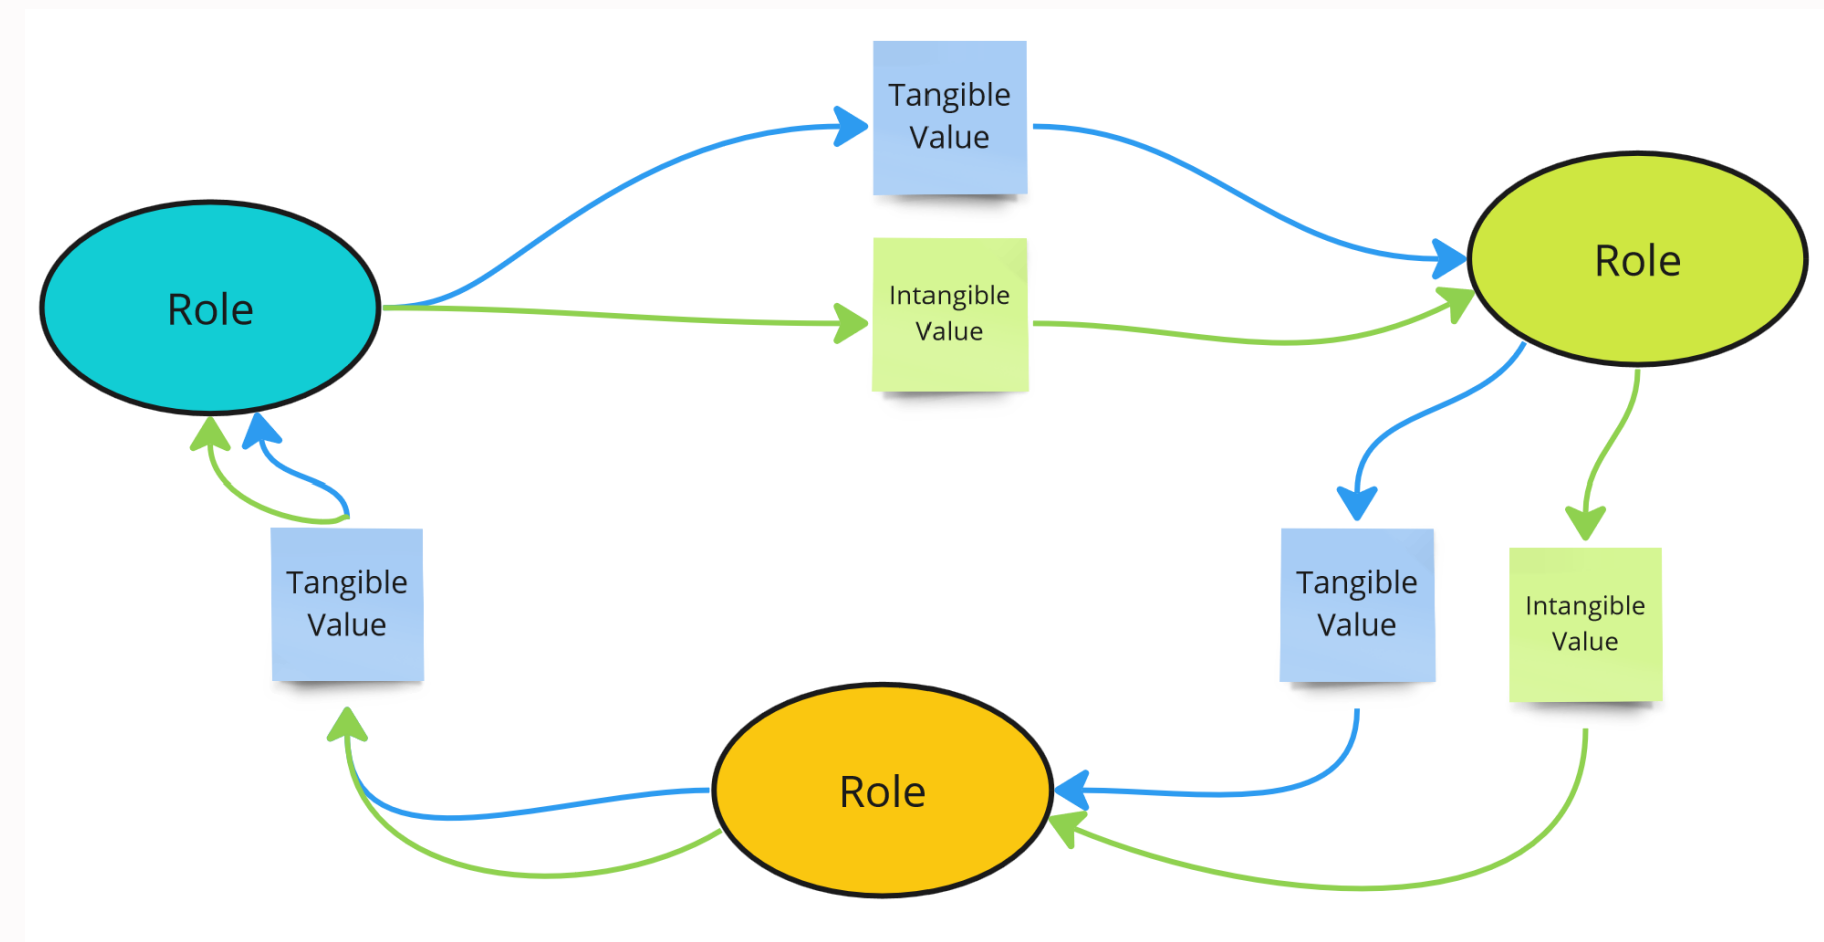 Tangible
Value
Role
Intangible
Value
Role
Tangible
Value
Tangible
Value
Intangible
Value
Role